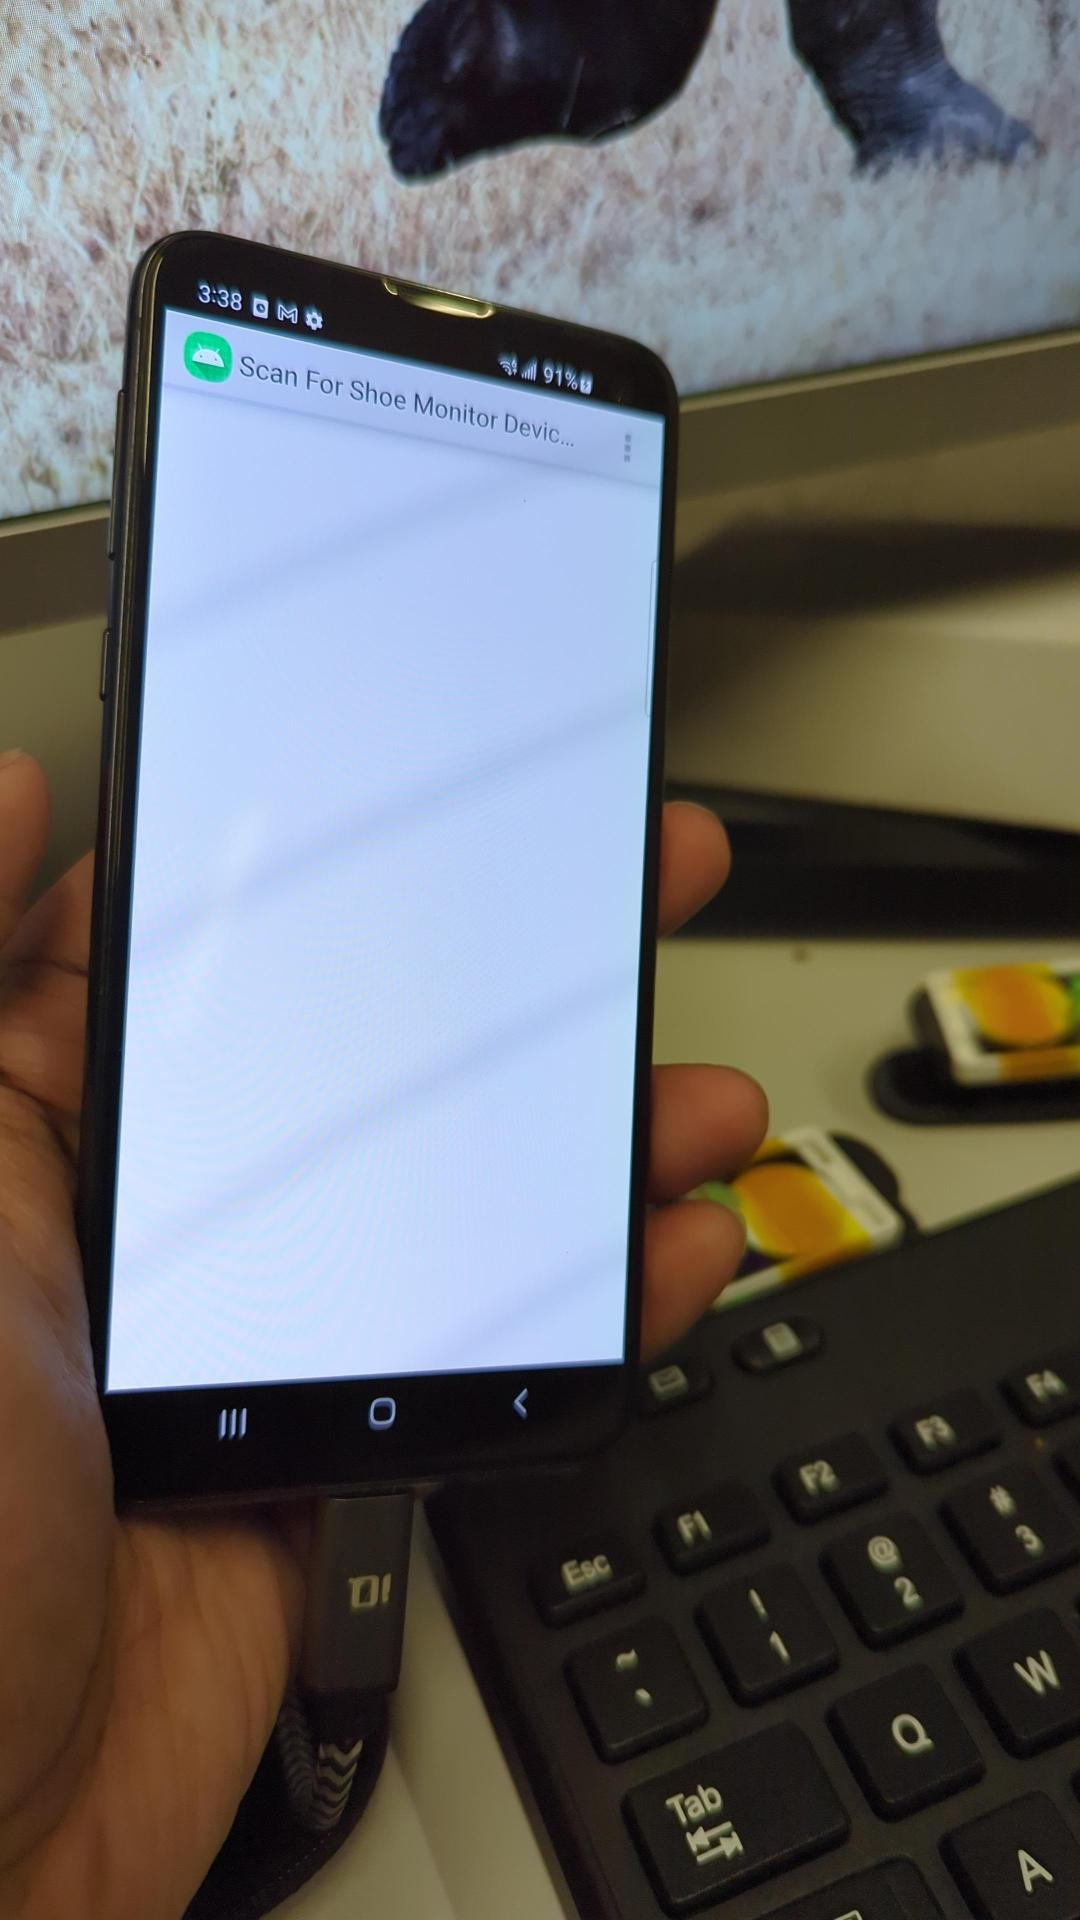 3:38
91%
Scan For Shoe Monitor Devic...
F4
F3
F2
F1
Esc
#
3
@
2
!
1
~
`
W
Q
Tab
A